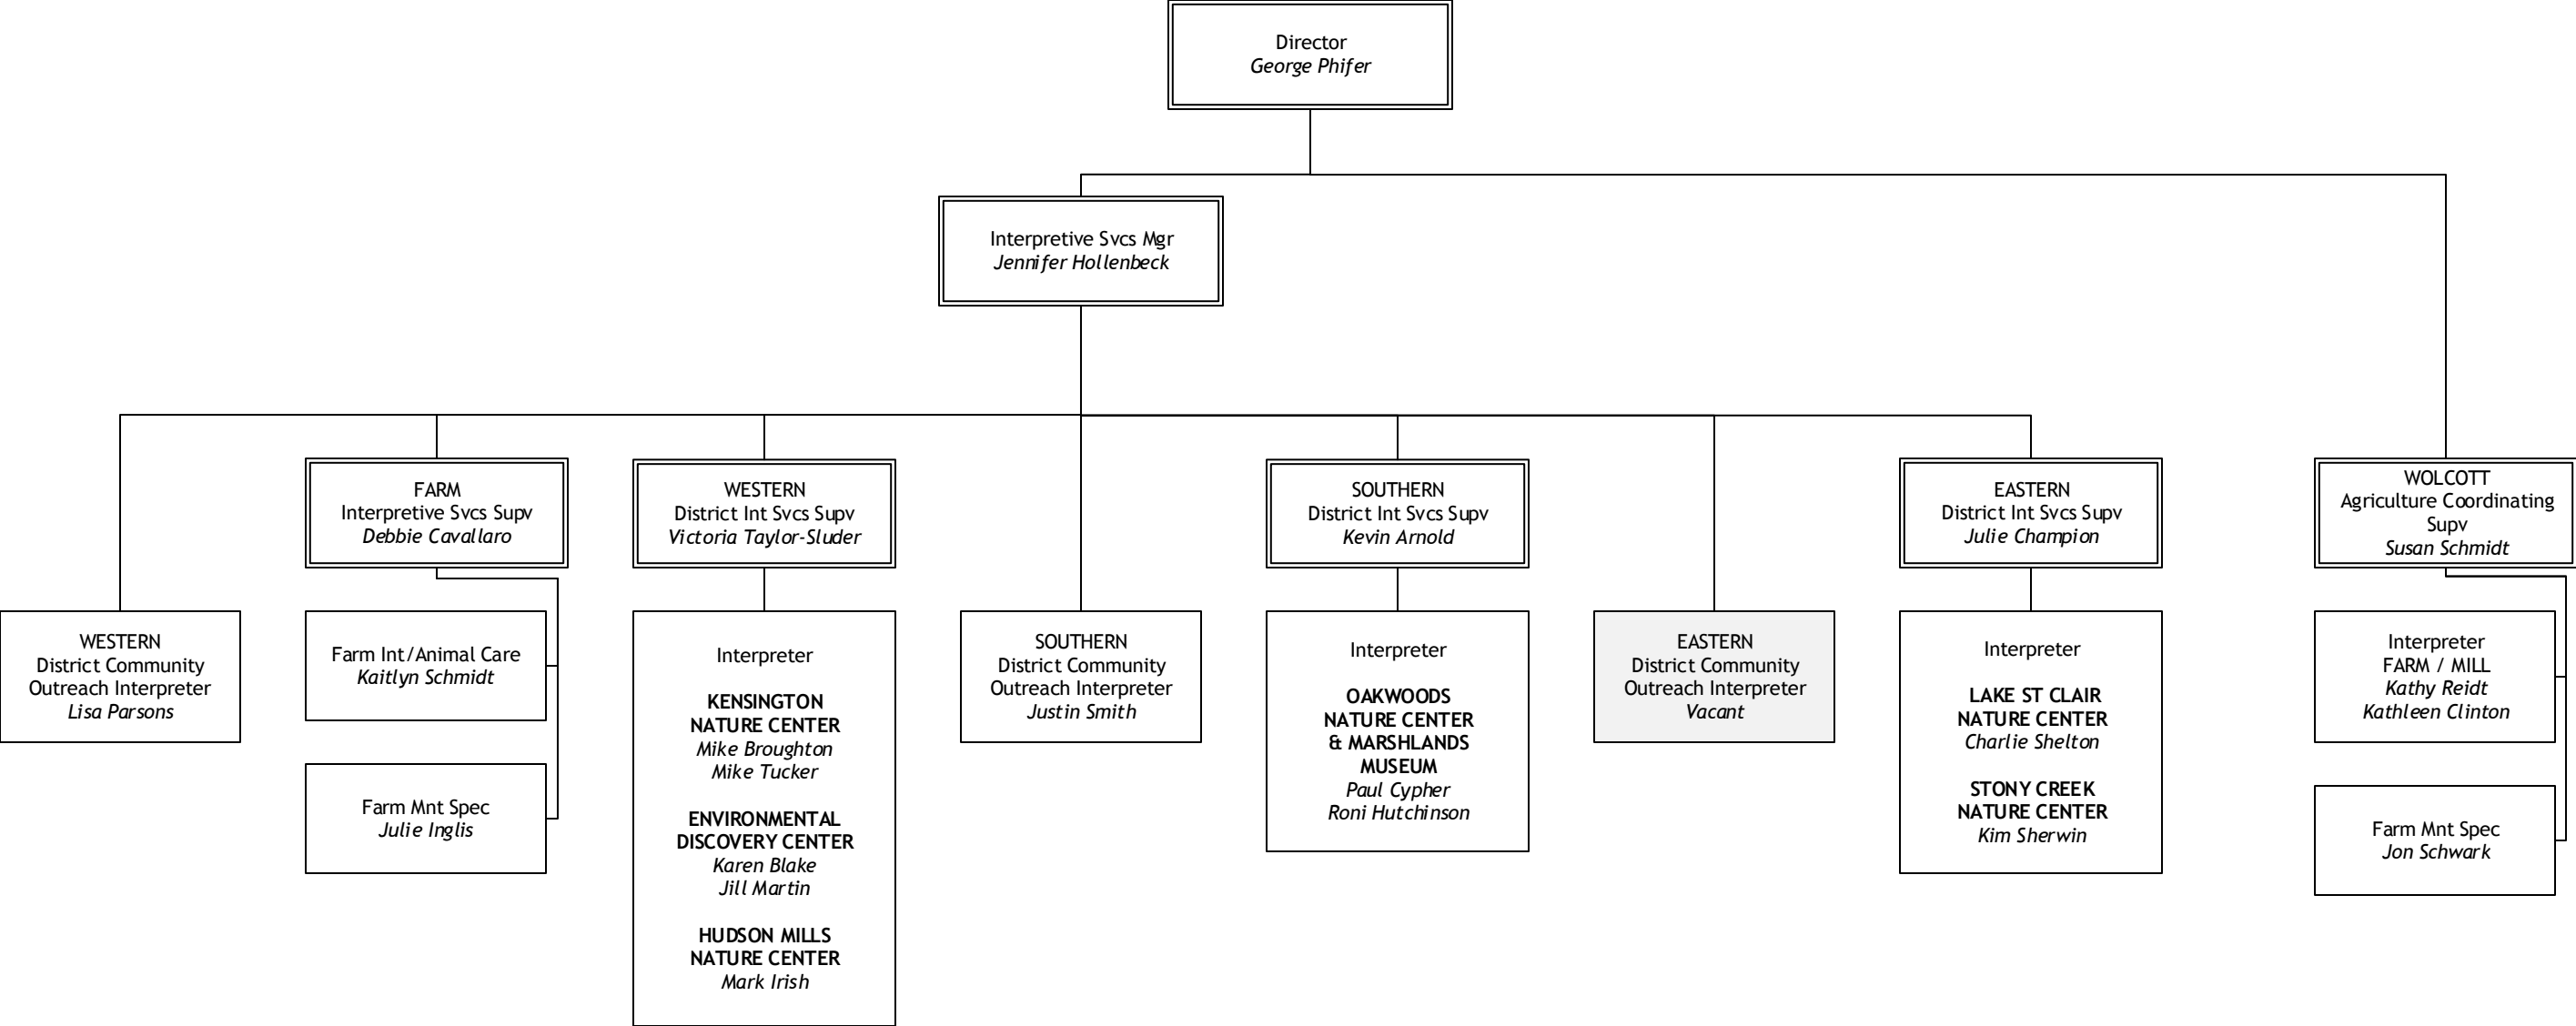 Director
George Phifer
Interpretive Svcs Mgr
Jennifer Hollenbeck
FARM
Interpretive Svcs Supv
Debbie Cavallaro
WESTERN
District Int Svcs Supv
Victoria Taylor-Sluder
SOUTHERN
District Int Svcs Supv
Kevin Arnold
EASTERN
District Int Svcs Supv
Julie Champion
WOLCOTT
Agriculture Coordinating
Supv
Susan Schmidt
WESTERN
District Community
Outreach Interpreter
Lisa Parsons
Farm Int/Animal Care
Kaitlyn Schmidt
Farm Mnt Spec
Julie Inglis
Interpreter
KENSINGTON
NATURE CENTER
Mike Broughton
Mike Tucker
ENVIRONMENTAL
DISCOVERY CENTER
Karen Blake
Jill Martin
HUDSON MILLS
NATURE CENTER
Mark Irish
SOUTHERN
District Community
Outreach Interpreter
Justin Smith
Interpreter
OAKWOODS
NATURE CENTER
& MARSHLANDS
MUSEUM
Paul Cypher
Roni Hutchinson
EASTERN
District Community
Outreach Interpreter
Vacant
Interpreter
LAKE ST CLAIR
NATURE CENTER
Charlie Shelton
STONY CREEK
NATURE CENTER
Kim Sherwin
Interpreter
FARM / MILL
Kathy Reidt
Kathleen Clinton
Farm Mnt Spec
Jon Schwark